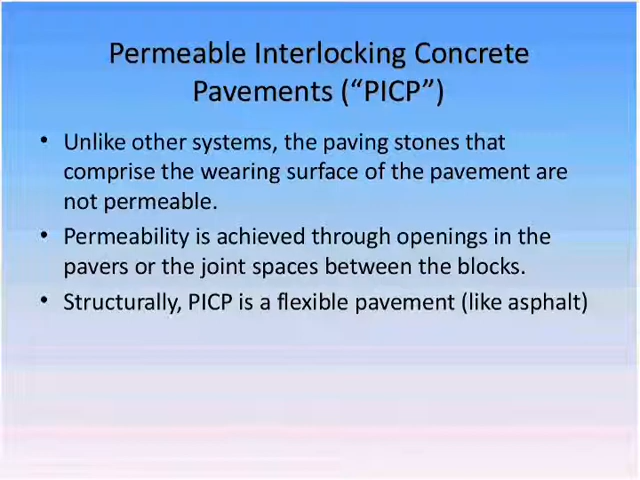 Permeable Interlocking Concrete
Pavements (“PICP”)
• Unlike other systems, the paving stones that
comprise the wearing surface of the pavement are
not permeable.
• Permeability is achieved through openings in the
pavers or the joint spaces between the blocks.
• Structurally, PICP is a flexible pavement (like asphalt)